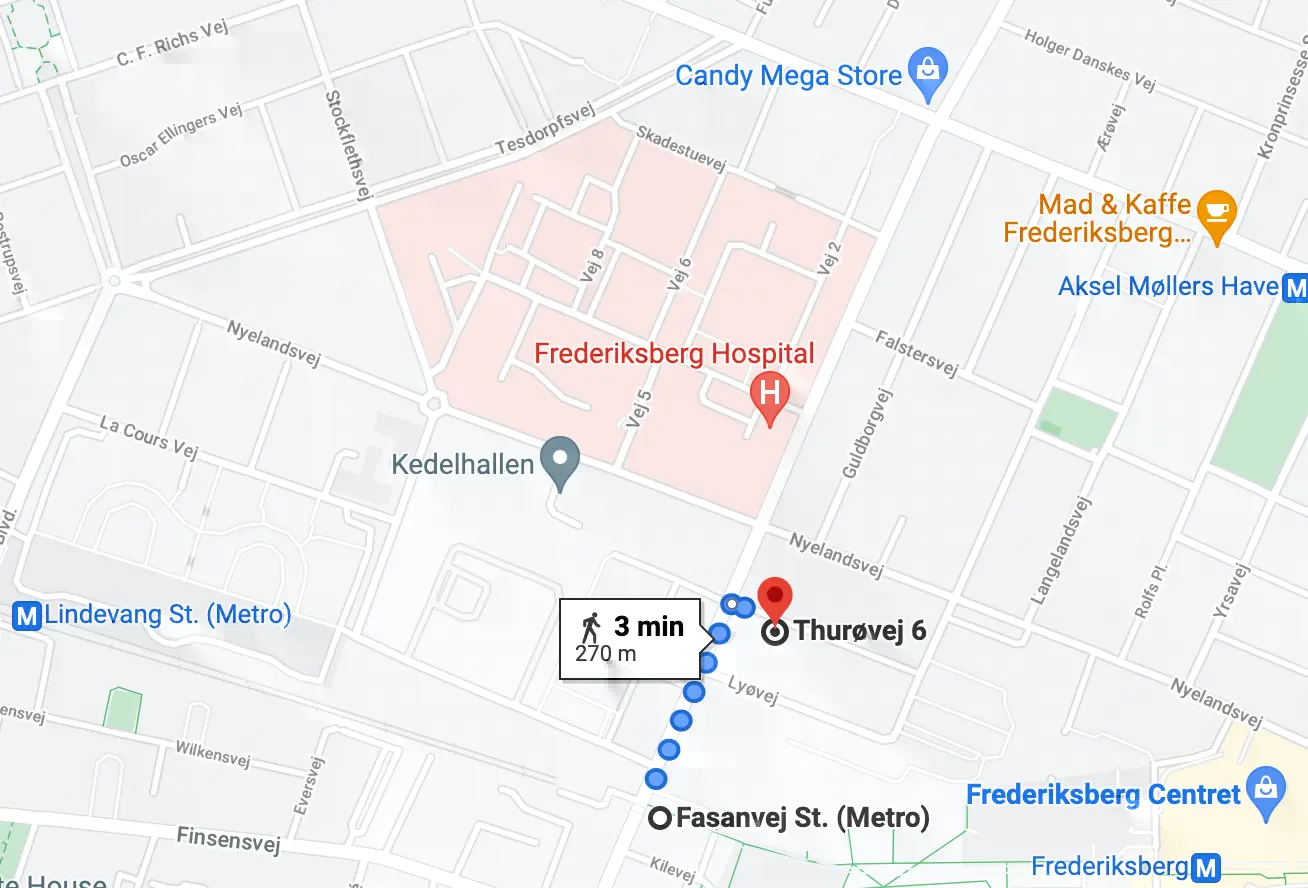 C. F. Richs Vej
Candy Mega Store
Holger Danskes Vej
Kronprinsesse S
Stockflethsvej
Oscar Ellingers Vej
Tesdorpfsvej
Skadestuevej
Ærøvej
Mad & Kaffe
Frederiksberg...
Vej 8
Vej 6
Vej 2
Aksel Møllers Have
M
Nyelandsvej
Frederiksberg Hospital
H
Falstersvej
Vej 5
Guldborgvej
La Cours Vej
Kedelhallen
Nyelandsvej
Langelandsvej
Rolfs Pl.
Yrsavej
M
Lindevang St. (Metro)
3 min
270 m
Thurøvej 6
Lyøvej
Nyelandsvej
Wilkensvej
Eversvej
Frederiksberg Centret
Fasanvej St. (Metro)
Finsensvej
Kilevej
Frederiksberg
M
te House
ensvej
Blvd.
ostrupsvej